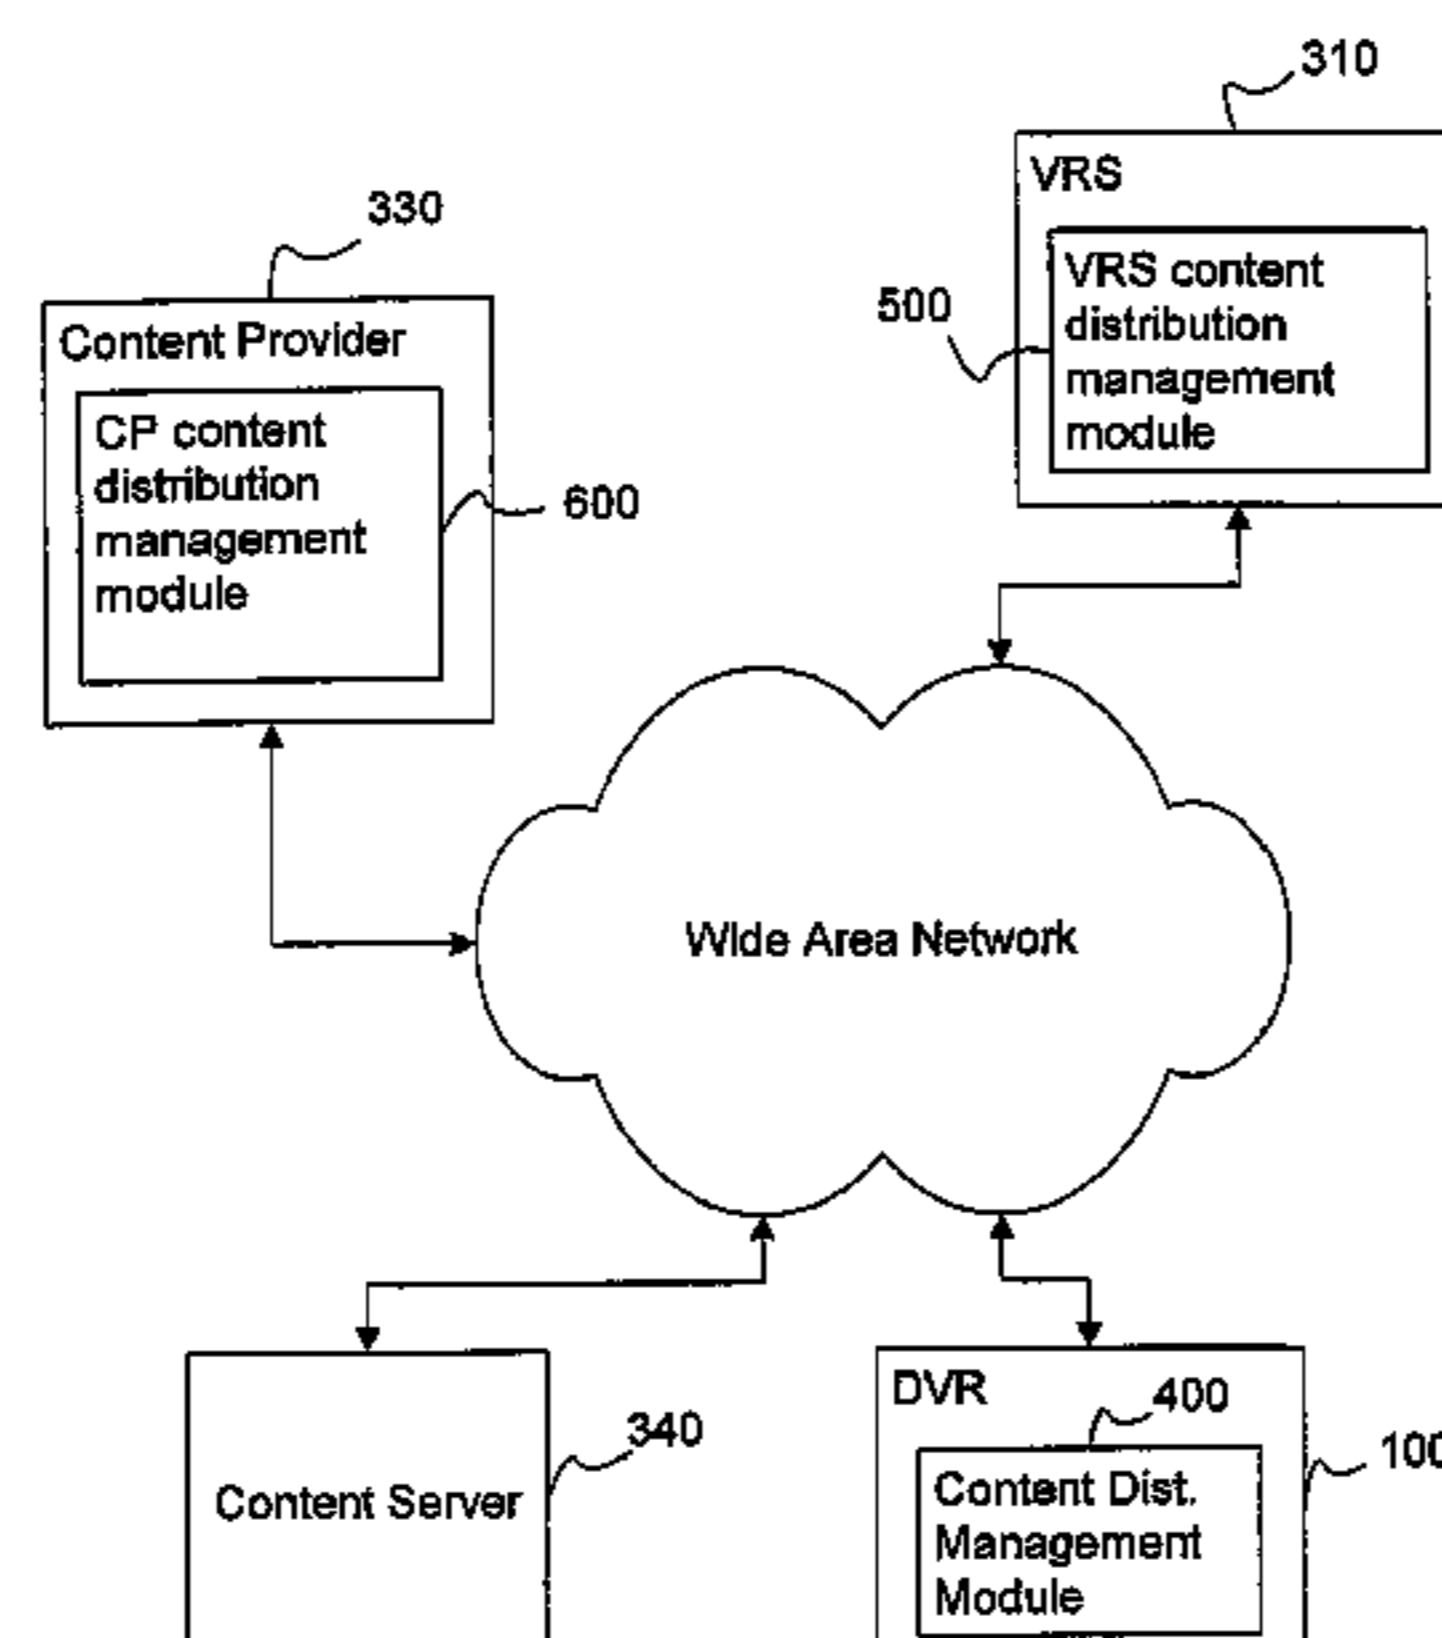 310
VRS
330
VRS content
distribution
management
module
500
Content Provider
CP content
distribution
management
module
600
Wide Area Network
DVR
400
340
100
Content Server
Content Dist.
Management
Module